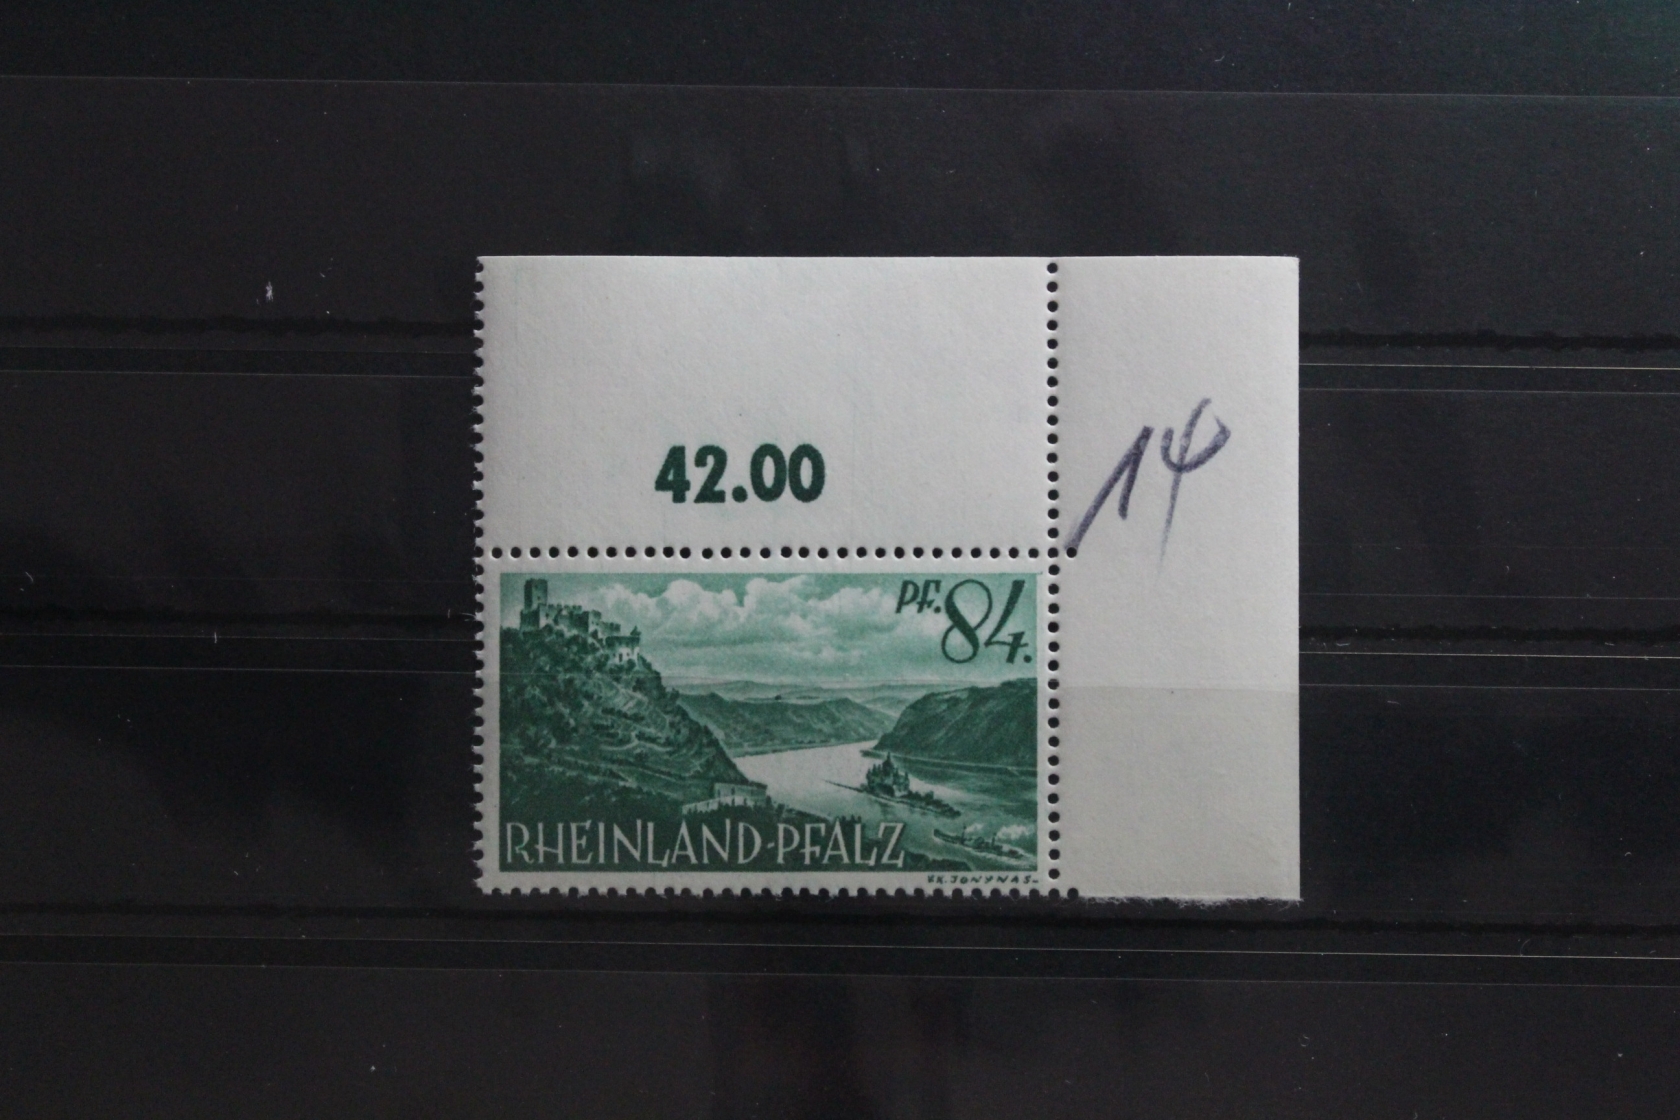 42.00
14
PF. 84.
RHEINLAND-PFALZ
V.K. JONYNAS-